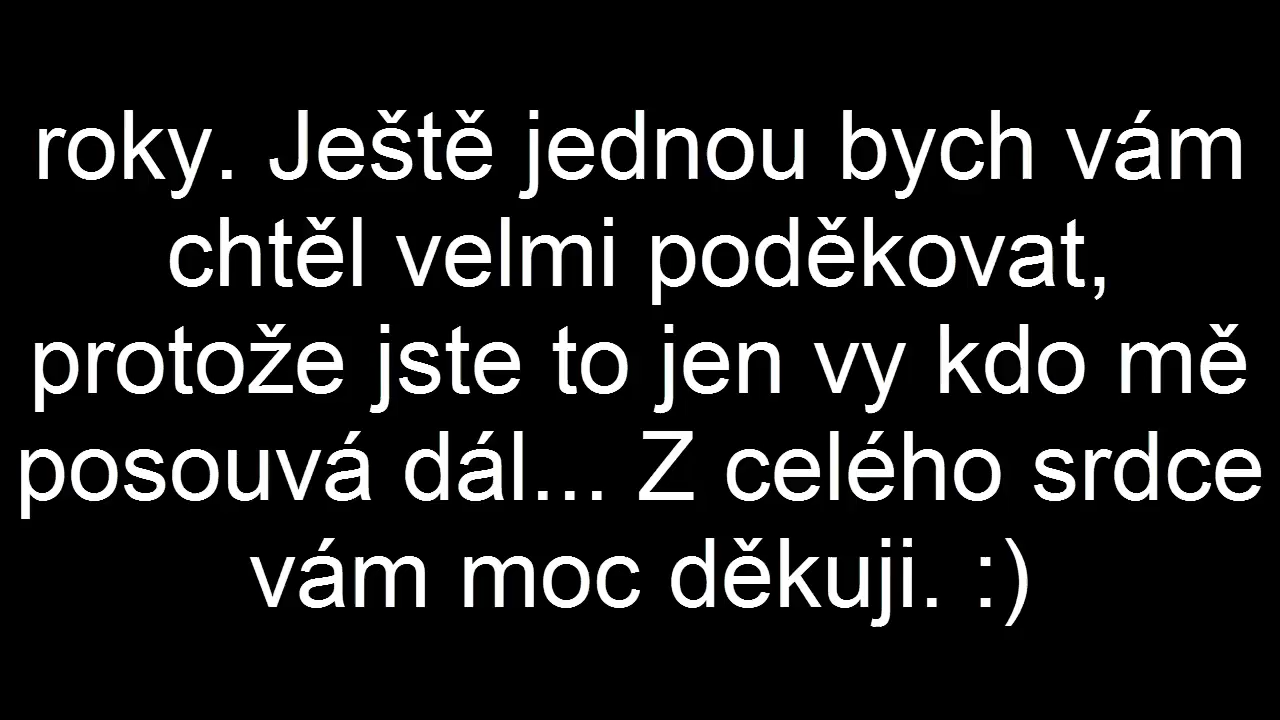 roky. Ještě jednou bych vám
chtěl velmi poděkovat,
protože jste to jen vy kdo mě
posouvá dál... Z celého srdce
vám moc děkuji. :)